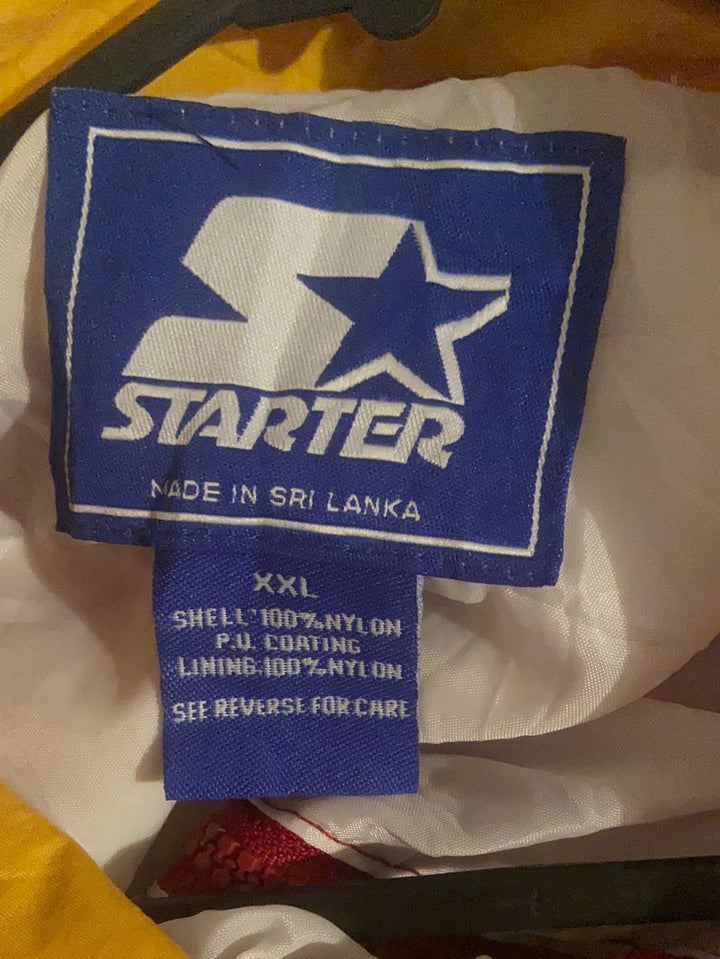 STARTER
MADE IN SRI LANKA
XXL
SHELL 100% NYLON
P.U. COATING
LINING 100% NYLON
SEE REVERSE FOR CARE